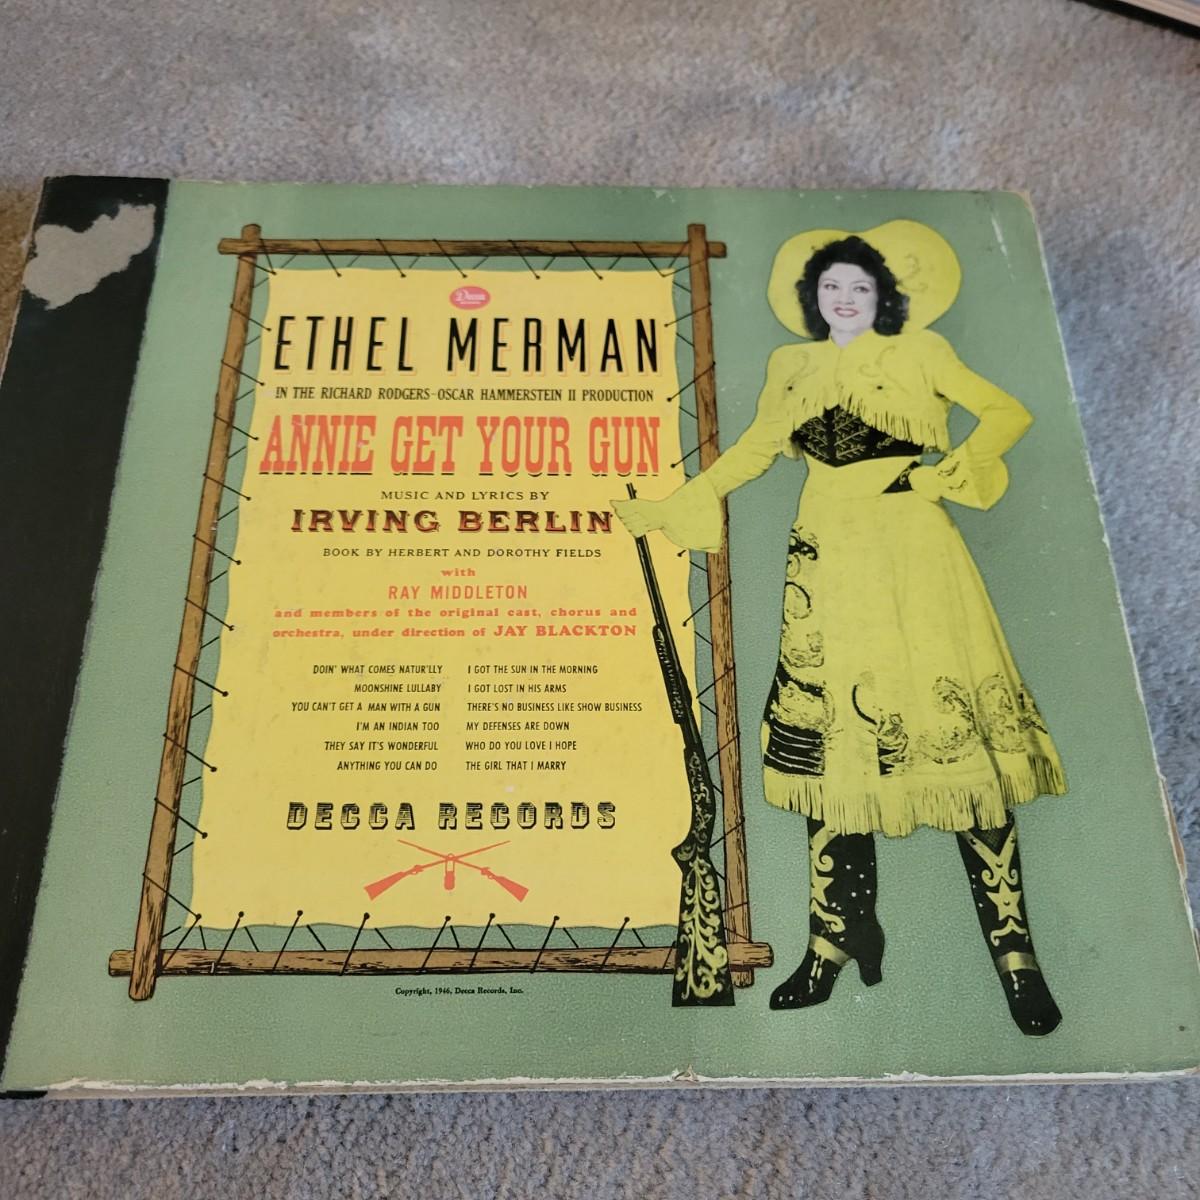 Decca
ETHEL MERMAN
IN THE RICHARD RODGERS-OSCAR HAMMERSTEIN II PRODUCTION
ANNIE GET YOUR GUN
MUSIC AND LYRICS BY
IRVING BERLIN
BOOK BY HERBERT AND DOROTHY FIELDS
with
RAY MIDDLETON
and members of the original cast, chorus and
orchestra, under direction of JAY BLACKTON
DOIN' WHAT COMES NATUR'LLY
MOONSHINE LULLABY
YOU CAN'T GET A MAN WITH A GUN
I'M AN INDIAN TOO
THEY SAY IT'S WONDERFUL
ANYTHING YOU CAN DO
I GOT THE SUN IN THE MORNING
I GOT LOST IN HIS ARMS
THERE'S NO BUSINESS LIKE SHOW BUSINESS
MY DEFENSES ARE DOWN
WHO DO YOU LOVE I HOPE
THE GIRL THAT I MARRY
DECCA RECORDS
Copyright, 1946, Decca Records, Inc.